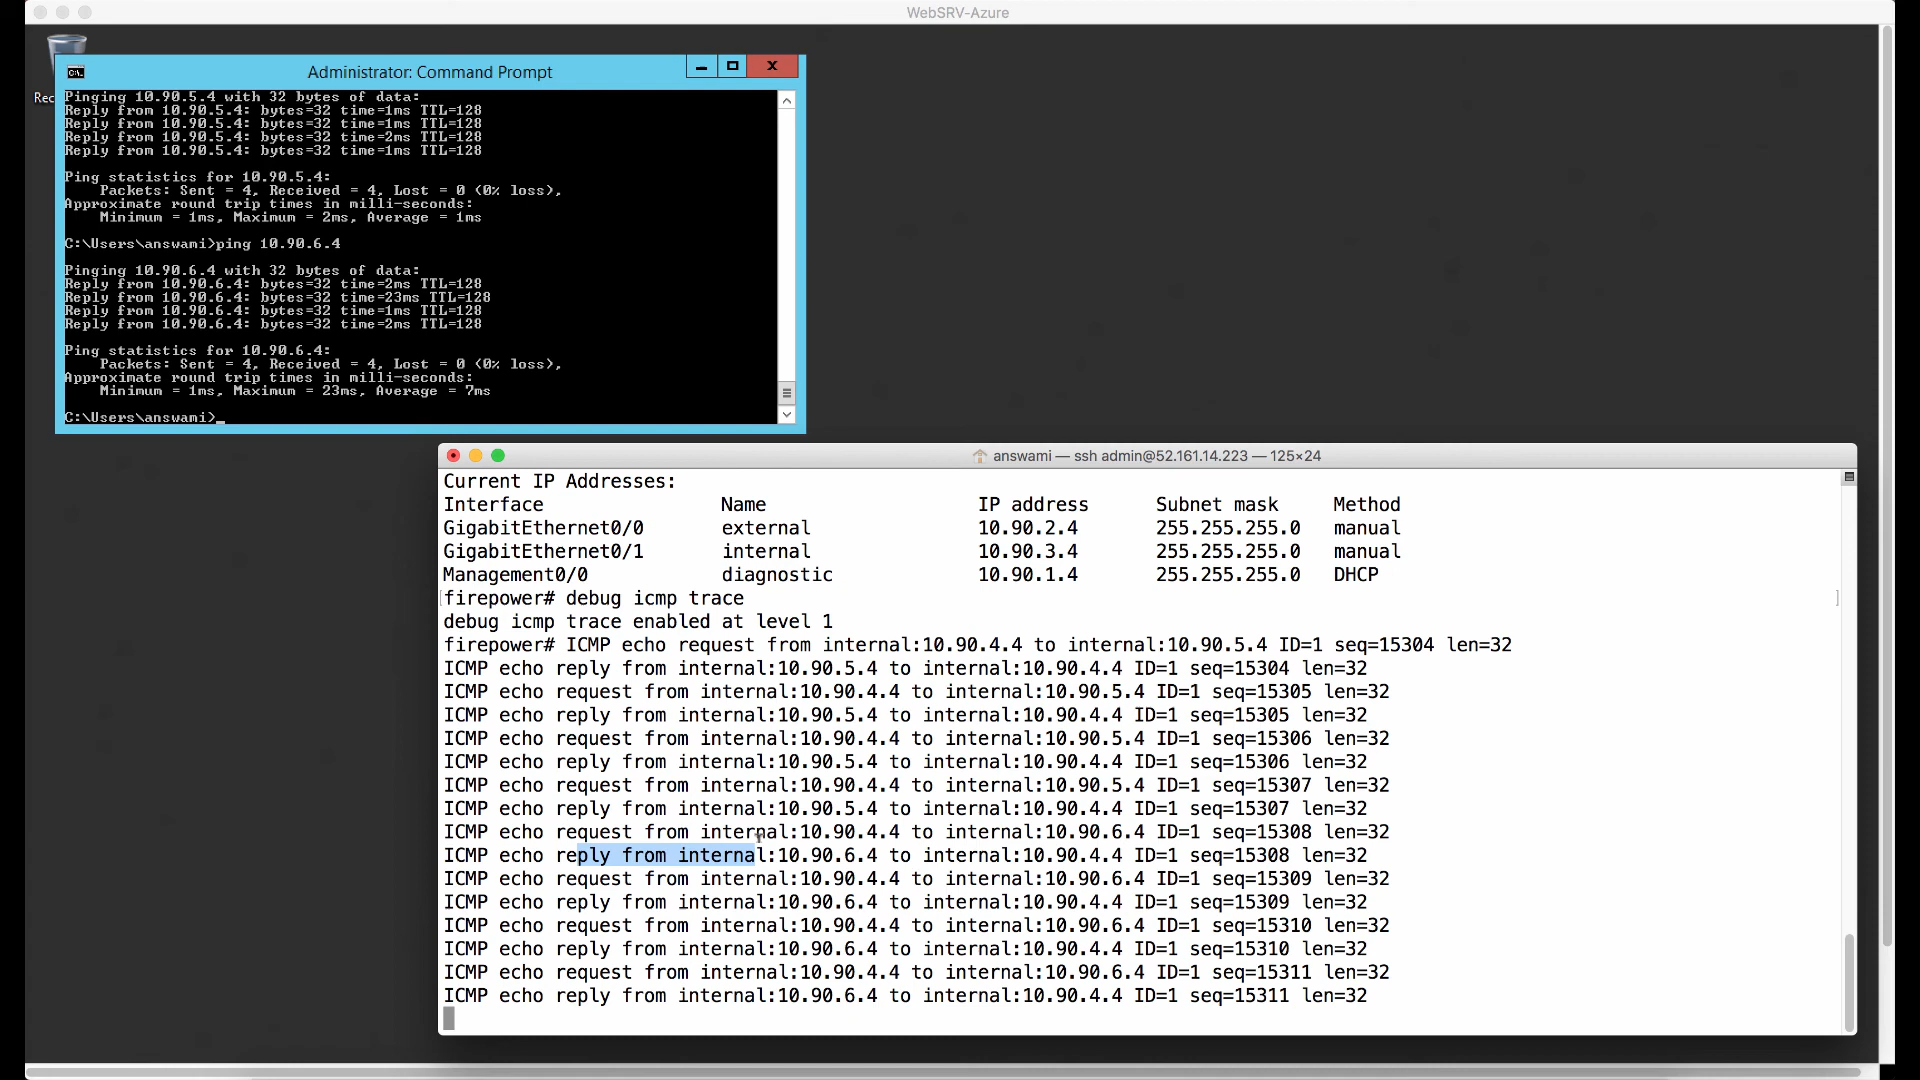 WebSRV-Azure
Rec
Administrator: Command Prompt
Pinging 10.90.5.4 with 32 bytes of data:
Reply from 10.90.5.4: bytes=32 time=1ms TTL=128
Reply from 10.90.5.4: bytes=32 time=1ms TTL=128
Reply from 10.90.5.4: bytes=32 time=2ms TTL=128
Reply from 10.90.5.4: bytes=32 time=1ms TTL=128
Ping statistics for 10.90.5.4:
Packets: Sent = 4, Received = 4, Lost = 0 (0% loss),
Approximate round trip times in milli-seconds:
Minimum = 1ms, Maximum = 2ms, Average = 1ms
C:\Users\answami>ping 10.90.6.4
Pinging 10.90.6.4 with 32 bytes of data:
Reply from 10.90.6.4: bytes=32 time=2ms TTL=128
Reply from 10.90.6.4: bytes=32 time=23ms TTL=128
Reply from 10.90.6.4: bytes=32 time=1ms TTL=128
Reply from 10.90.6.4: bytes=32 time=2ms TTL=128
Ping statistics for 10.90.6.4:
Packets: Sent = 4, Received = 4, Lost = 0 (0% loss),
Approximate round trip times in milli-seconds:
Minimum = 1ms, Maximum = 23ms, Average = 7ms
C:\Users\answami>_
answami — ssh admin@52.161.14.223 — 125×24
Current IP Addresses:
Interface Name IP address Subnet mask Method
GigabitEthernet0/0 external 10.90.2.4 255.255.255.0 manual
GigabitEthernet0/1 internal 10.90.3.4 255.255.255.0 manual
Management0/0 diagnostic 10.90.1.4 255.255.255.0 DHCP
[firepower# debug icmp trace ]
debug icmp trace enabled at level 1
firepower# ICMP echo request from internal:10.90.4.4 to internal:10.90.5.4 ID=1 seq=15304 len=32
ICMP echo reply from internal:10.90.5.4 to internal:10.90.4.4 ID=1 seq=15304 len=32
ICMP echo request from internal:10.90.4.4 to internal:10.90.5.4 ID=1 seq=15305 len=32
ICMP echo reply from internal:10.90.5.4 to internal:10.90.4.4 ID=1 seq=15305 len=32
ICMP echo request from internal:10.90.4.4 to internal:10.90.5.4 ID=1 seq=15306 len=32
ICMP echo reply from internal:10.90.5.4 to internal:10.90.4.4 ID=1 seq=15306 len=32
ICMP echo request from internal:10.90.4.4 to internal:10.90.5.4 ID=1 seq=15307 len=32
ICMP echo reply from internal:10.90.5.4 to internal:10.90.4.4 ID=1 seq=15307 len=32
ICMP echo request from internal:10.90.4.4 to internal:10.90.6.4 ID=1 seq=15308 len=32
ICMP echo reply from internal:10.90.6.4 to internal:10.90.4.4 ID=1 seq=15308 len=32
ICMP echo request from internal:10.90.4.4 to internal:10.90.6.4 ID=1 seq=15309 len=32
ICMP echo reply from internal:10.90.6.4 to internal:10.90.4.4 ID=1 seq=15309 len=32
ICMP echo request from internal:10.90.4.4 to internal:10.90.6.4 ID=1 seq=15310 len=32
ICMP echo reply from internal:10.90.6.4 to internal:10.90.4.4 ID=1 seq=15310 len=32
ICMP echo request from internal:10.90.4.4 to internal:10.90.6.4 ID=1 seq=15311 len=32
ICMP echo reply from internal:10.90.6.4 to internal:10.90.4.4 ID=1 seq=15311 len=32